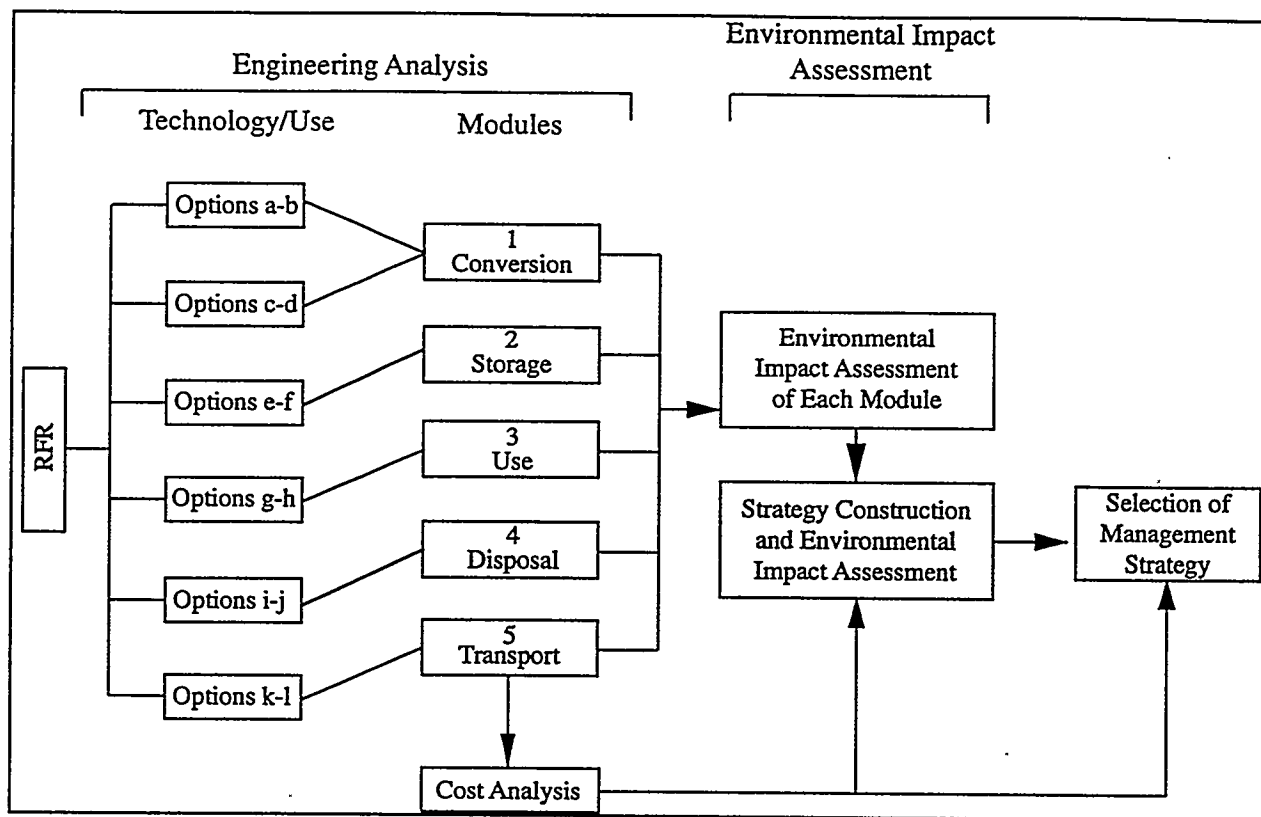 Environmental Impact
Assessment
Engineering Analysis
Technology/Use
Modules
RFR
Options a-b
Options c-d
Options e-f
Options g-h
Options i-j
Options k-l
1
Conversion
2
Storage
3
Use
4
Disposal
5
Transport
Cost Analysis
Environmental
Impact Assessment
of Each Module
Strategy Construction
and Environmental
Impact Assessment
Selection of
Management
Strategy